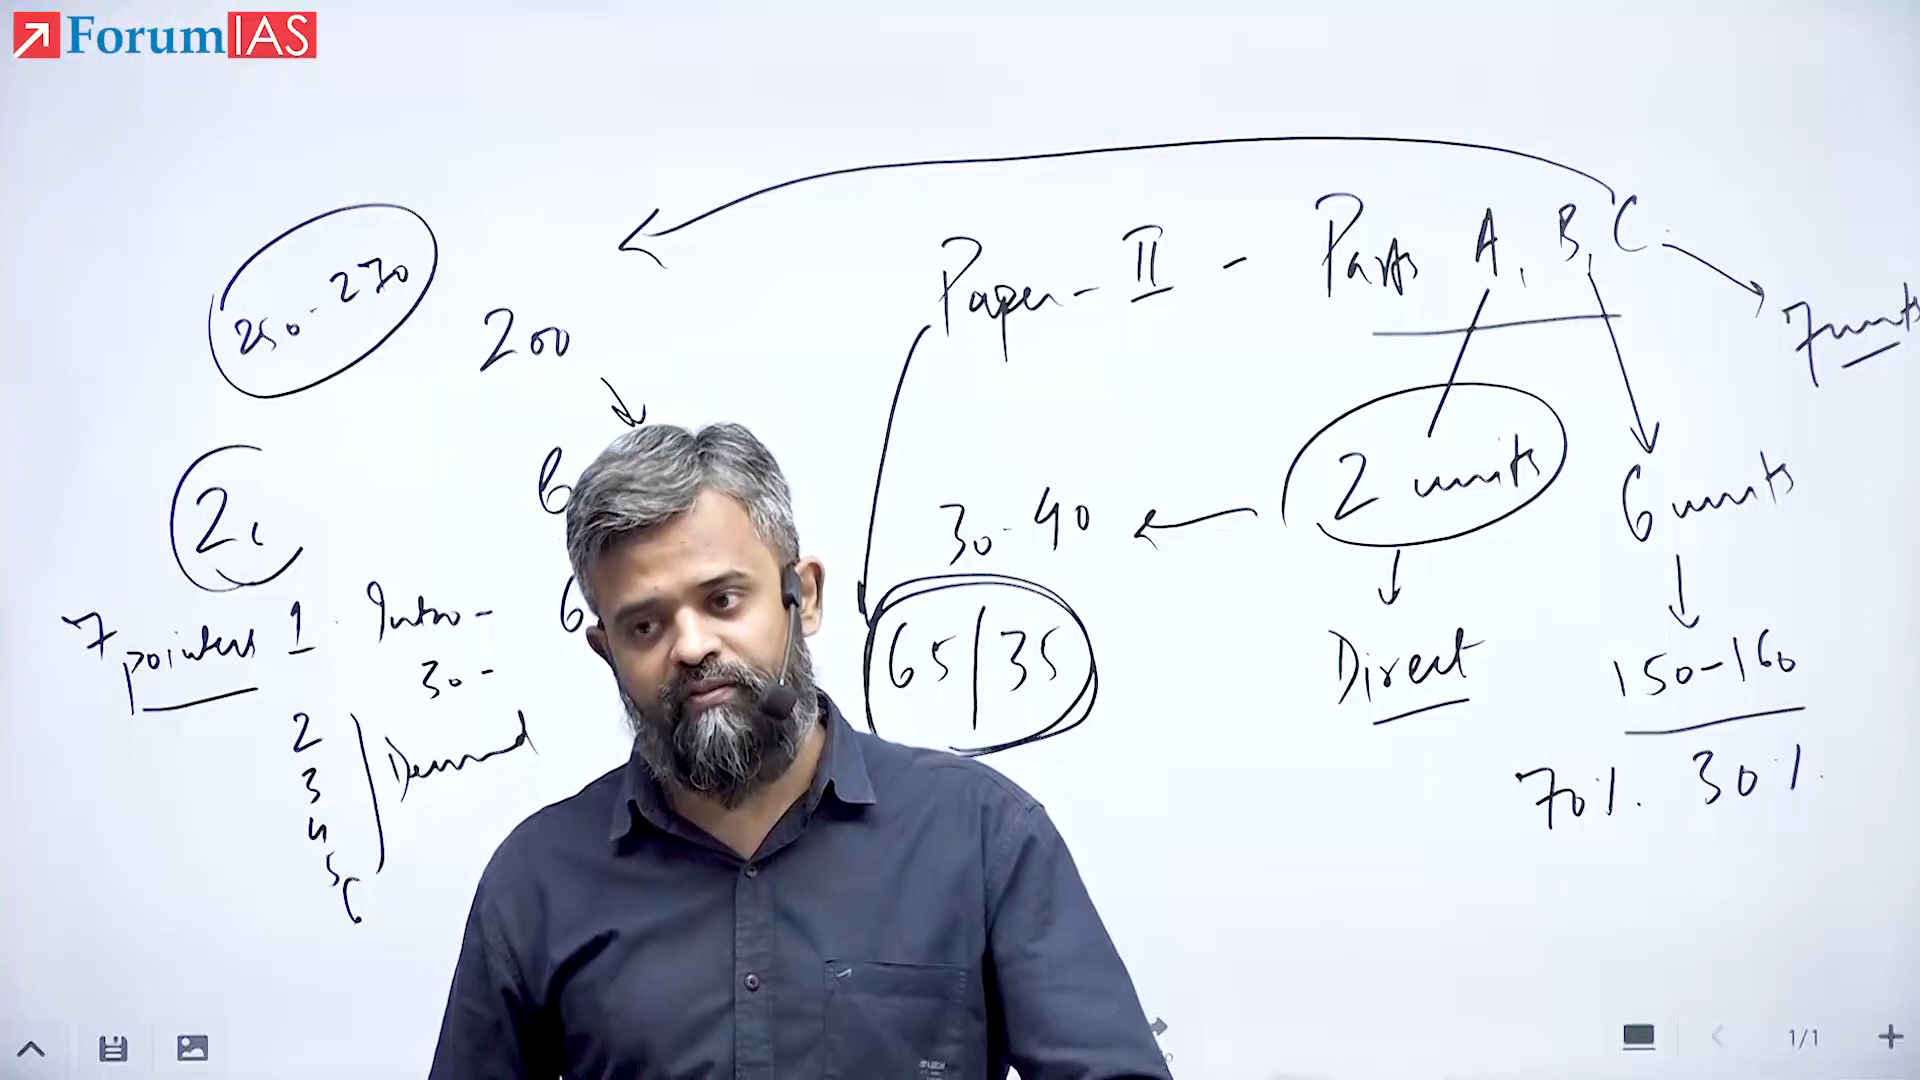 ForumIAS
Paper - II - Parts A, B, C.
7 units
250-270
200
2 units
6 units
30-40
65/35
Direct
150-160
70%. 30%.
7 pointers 1. Intro -
30 -
2
3
4
5
6
Demand
6
1/1